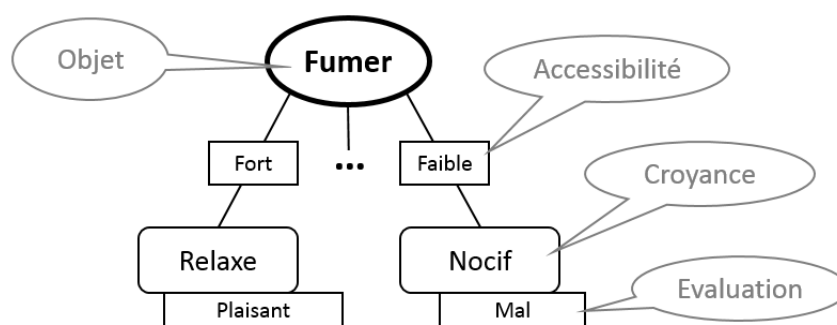 Objet
Fumer
Accessibilité
Fort
...
Faible
Croyance
Relaxe
Nocif
Plaisant
Mal
Evaluation